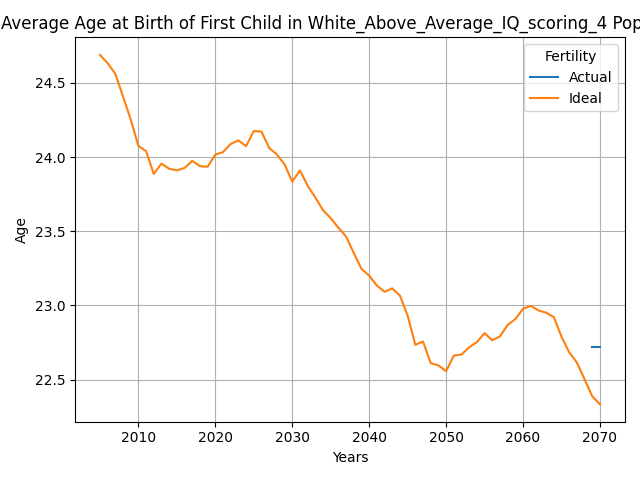 Average Age at Birth of First Child in White_Above_Average_IQ_scoring_4 Pop
Fertility
Actual
Ideal
24.5
24.0
23.5
23.0
22.5
Age
2010 2020 2030 2040 2050 2060 2070
Years